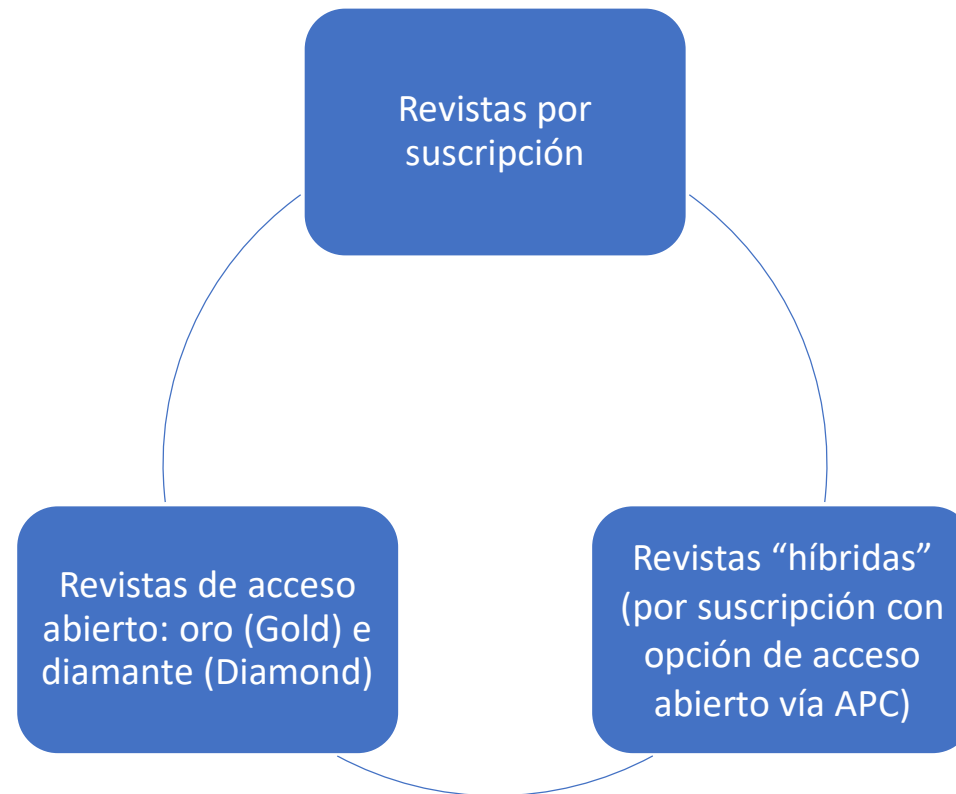 Revistas por
suscripción
Revistas de acceso
abierto: oro (Gold) e
diamante (Diamond)
Revistas “híbridas”
(por suscripción con
opción de acceso
abierto vía APC)